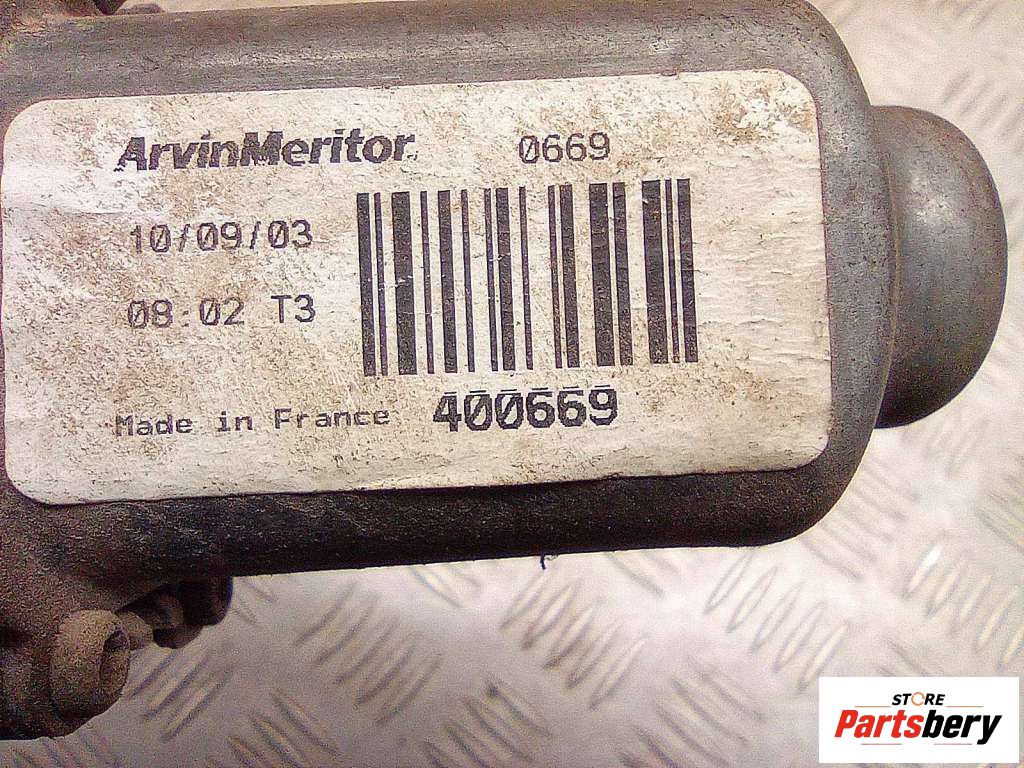 ArvinMeritor 0669
10/09/03
08:02 T3
Made in France 400669
STORE
Partsbery